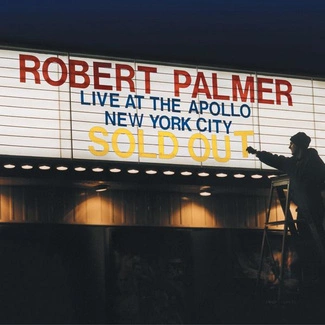 ROBERT PALMER
LIVE AT THE APOLLO
NEW YORK CITY
SOLD OUT